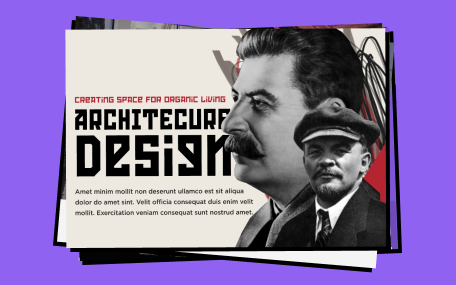 CREATING SPACE FOR ORGANIC LIVING
ARCHITECURE
DESIGN
Amet minim mollit non deserunt ullamco est sit aliqua
dolor do amet sint. Velit officia consequat duis enim velit
mollit. Exercitation veniam consequat sunt nostrud amet.